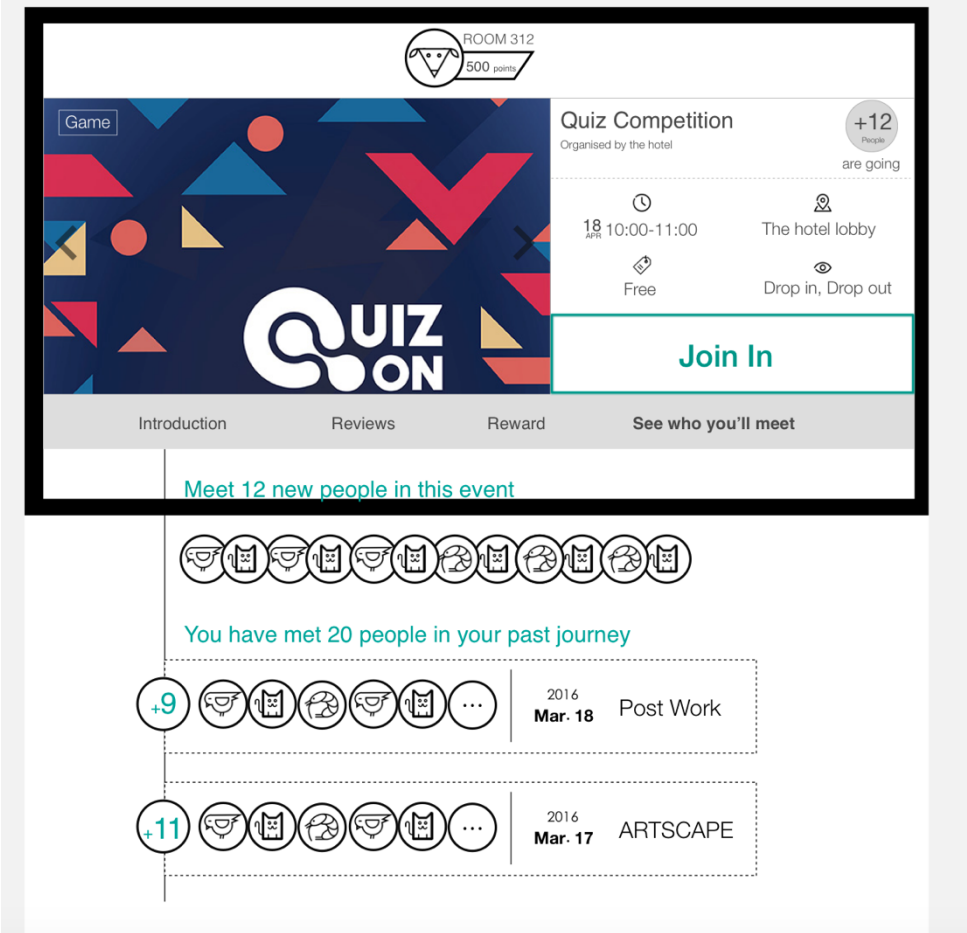 ROOM 312
500 points
Game
Quiz Competition
Organised by the hotel
+12
People
are going
18
APR
10:00-11:00
The hotel lobby
Free
Drop in, Drop out
QUIZ
ON
Join In
Introduction
Reviews
Reward
See who you'll meet
Meet 12 new people in this event
You have met 20 people in your past journey
+9
...
2016
Mar. 18
Post Work
+11
...
2016
Mar. 17
ARTSCAPE